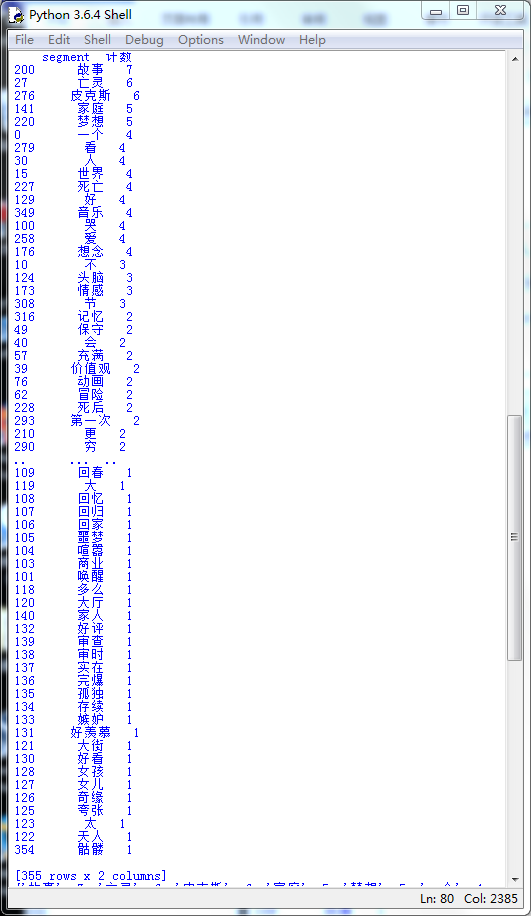 Python 3.6.4 Shell
File Edit Shell Debug Options Window Help
segment 计数
200 故事 7
27 亡灵 6
276 皮克斯 6
141 家庭 5
220 梦想 5
0 一个 4
279 看 4
30 人 4
15 世界 4
227 死亡 4
129 好 4
349 音乐 4
100 哭 4
258 爱 4
176 想念 4
10 不 3
124 头脑 3
173 情感 3
308 节 3
316 记忆 2
49 保守 2
40 会 2
57 充满 2
39 价值观 2
76 动画 2
62 冒险 2
228 死后 2
293 第一次 2
210 更 2
290 穷 2
.. ... ..
109 回春 1
119 大 1
108 回忆 1
107 回归 1
106 回家 1
105 噩梦 1
104 喧嚣 1
103 商业 1
101 唤醒 1
118 多么 1
120 大厅 1
140 家人 1
132 好评 1
139 审查 1
138 审时 1
137 实在 1
136 完爆 1
135 孤独 1
134 存续 1
133 嫉妒 1
131 好羡慕 1
121 大街 1
130 好看 1
128 女孩 1
127 女儿 1
126 奇缘 1
125 夸张 1
123 太 1
122 天人 1
354 骷髅 1
[355 rows x 2 columns]
Ln: 80 Col: 2385